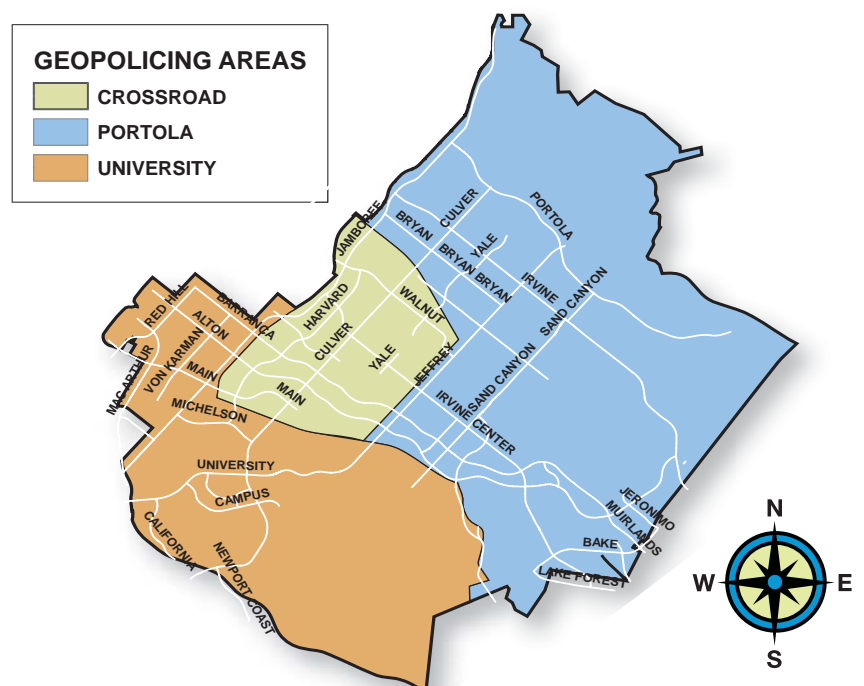 GEOPOLICING AREAS
CROSSROAD
PORTOLA
UNIVERSITY
JAMBOREE
BRYAN
CULVER
YALE
PORTOLA
BRYAN
BRYAN
IRVINE
SAND CANYON
HARVARD
WALNUT
CULVER
YALE
JEFFREY
SAND CANYON
RED HILL
BARRANCA
ALTON
MAC ARTHUR
VON KARMAN
MAIN
MAIN
MICHELSON
IRVINE CENTER
UNIVERSITY
CAMPUS
CALIFORNIA
NEWPORT COAST
JERONIMO
MUIRLANDS
BAKE
LAKE FOREST
N
W
E
S